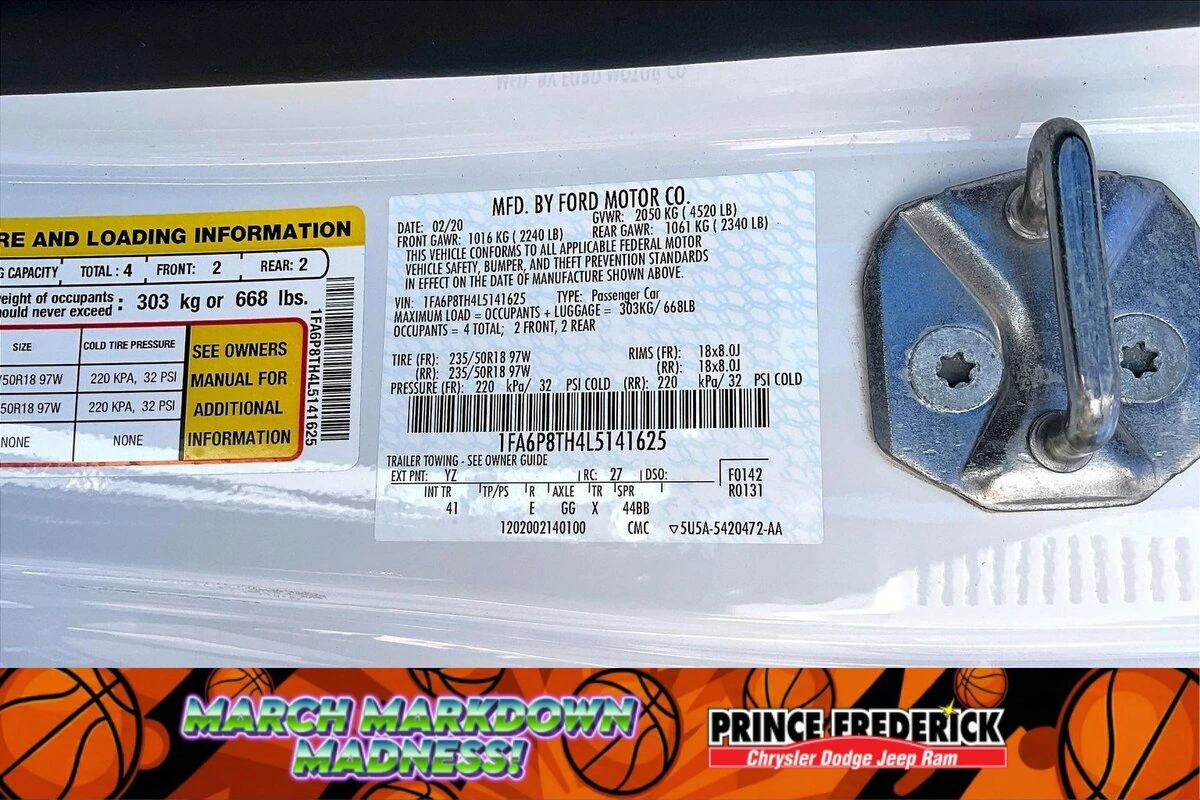 RE AND LOADING INFORMATION
G CAPACITY TOTAL : 4 FRONT: 2 REAR: 2
eight of occupants
ould never exceed : 303 kg or 668 lbs.
SIZE COLD TIRE PRESSURE
/50R18 97W 220 KPA, 32 PSI
50R18 97W 220 KPA, 32 PSI
NONE NONE
SEE OWNERS
MANUAL FOR
ADDITIONAL
INFORMATION
1FA6P8TH4L5141625
MFD. BY FORD MOTOR CO.
DATE: 02/20 GVWR: 2050 KG ( 4520 LB)
FRONT GAWR: 1016 KG ( 2240 LB) REAR GAWR: 1061 KG ( 2340 LB)
THIS VEHICLE CONFORMS TO ALL APPLICABLE FEDERAL MOTOR
VEHICLE SAFETY, BUMPER, AND THEFT PREVENTION STANDARDS
IN EFFECT ON THE DATE OF MANUFACTURE SHOWN ABOVE.
VIN: 1FA6P8TH4L5141625 TYPE: Passenger Car
MAXIMUM LOAD = OCCUPANTS + LUGGAGE = 303KG/ 668LB
OCCUPANTS = 4 TOTAL; 2 FRONT, 2 REAR
TIRE (FR): 235/50R18 97W RIMS (FR): 18x8.0J
(RR): 235/50R18 97W (RR): 18x8.0J
PRESSURE (FR): 220 kPa/ 32 PSI COLD (RR): 220 kPa/ 32 PSI COLD
1FA6P8TH4L5141625
TRAILER TOWING - SEE OWNER GUIDE
EXT PNT: YZ RC: 27 DSO: F0142
R0131
INT TR TP/PS R AXLE TR SPR
41 E GG X 44BB
1202002140100 CMC ▽5U5A-5420472-AA
MARCH MARKDOWN
MADNESS!
PRINCE FREDERICK
Chrysler Dodge Jeep Ram